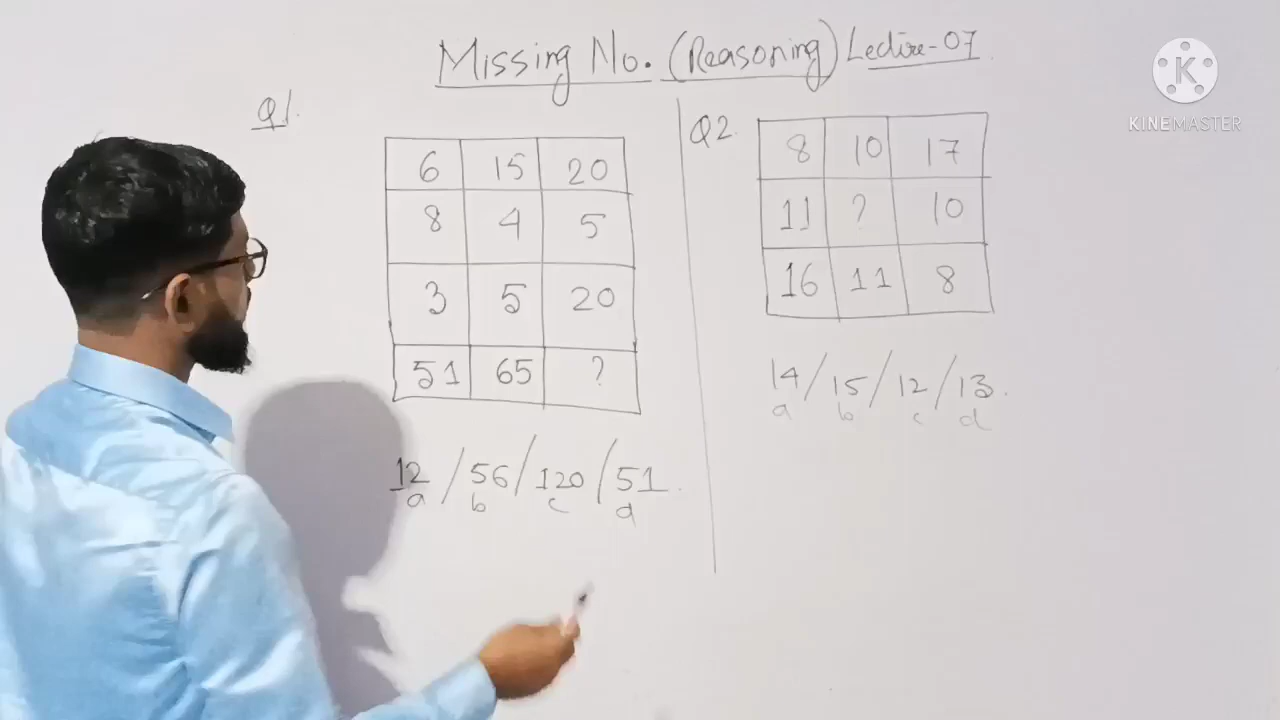 Missing No. (Reasoning) Lecture-07.
KINEMASTER
Q1.
6 15 20
8 4 5
3 5 20
51 65 ?
12 / 56 / 120 / 51.
a b c d
Q2.
8 10 17
11 ? 10
16 11 8
14 / 15 / 12 / 13.
a b c d